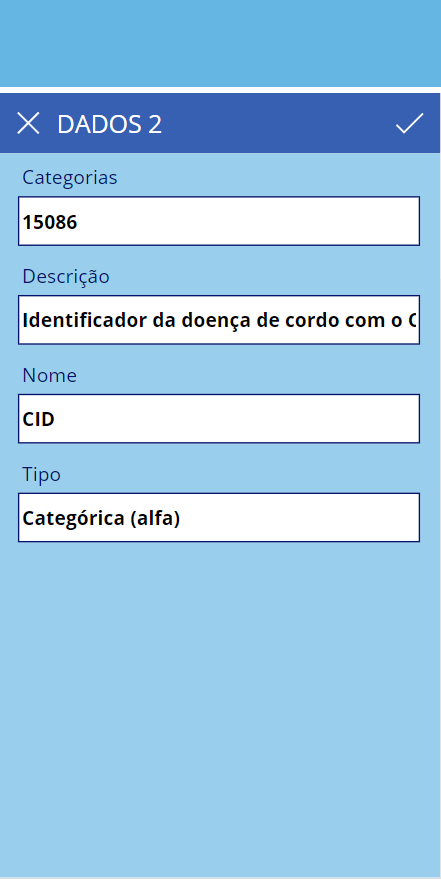 DADOS 2
Categorias
15086
Descrição
Identificador da doença de cordo com o
Nome
CID
Tipo
Categórica (alfa)